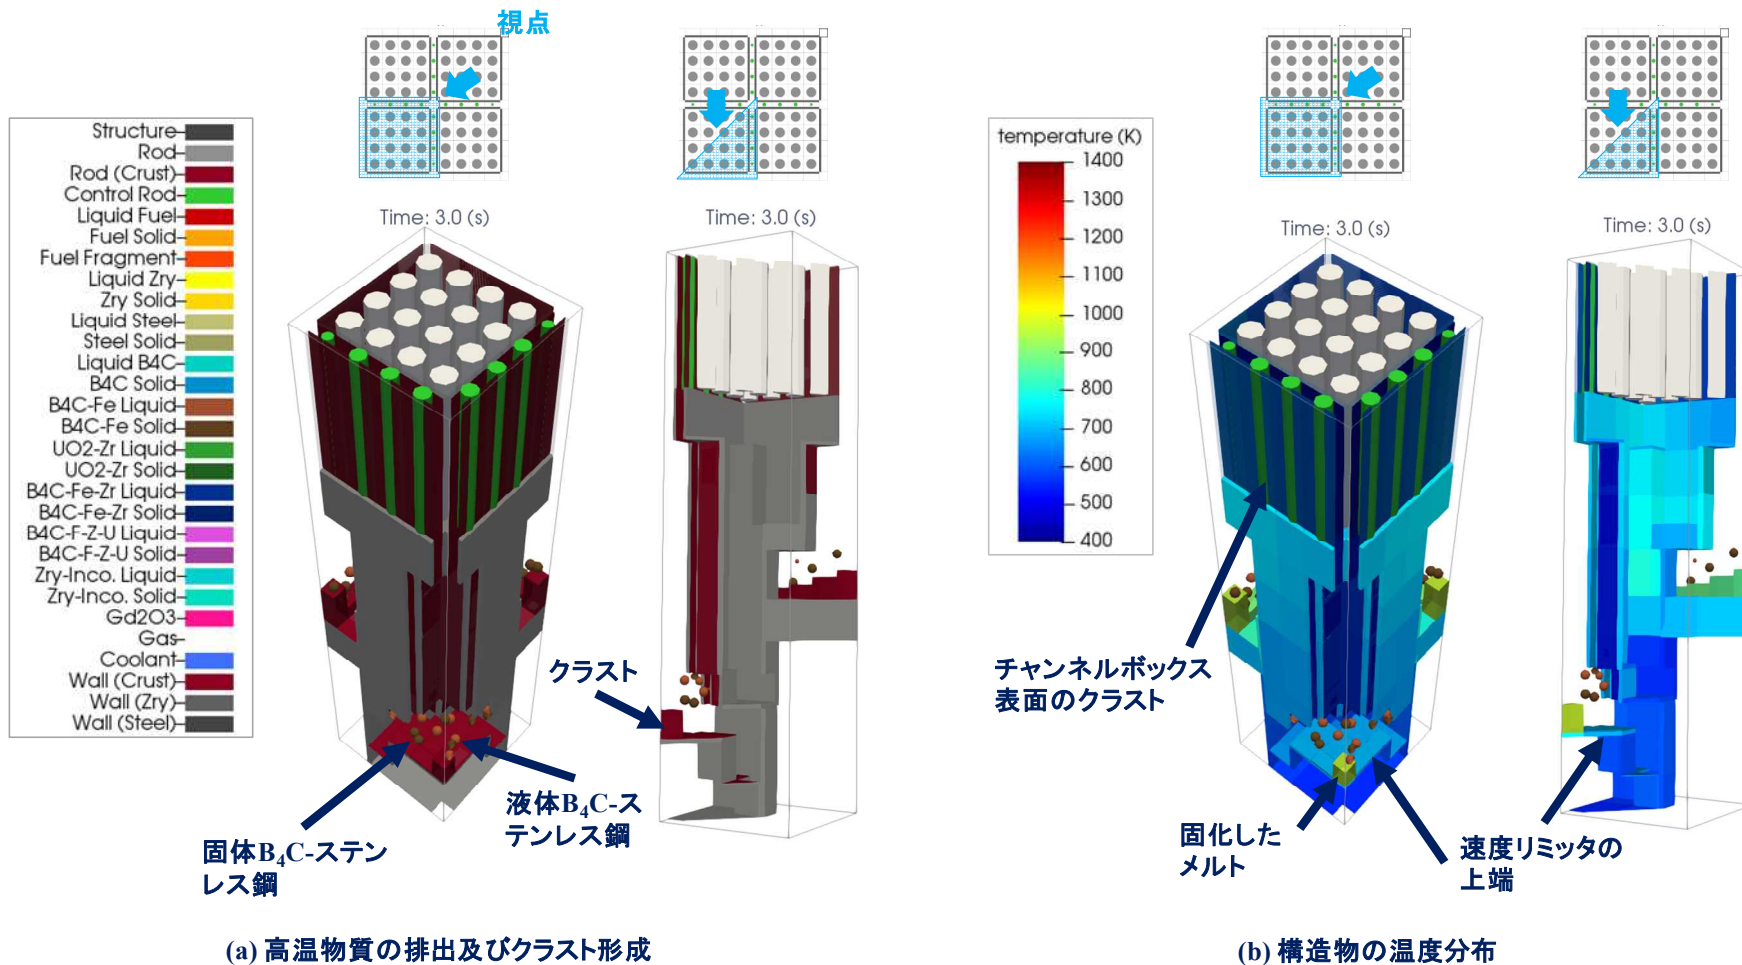 視点
Structure
Rod
Rod (Crust)
Control Rod
Liquid Fuel
Fuel Solid
Fuel Fragment
Liquid Zry
Zry Solid
Liquid Steel
Steel Solid
Liquid B4C
B4C Solid
B4C-Fe Liquid
B4C-Fe Solid
UO2-Zr Liquid
UO2-Zr Solid
B4C-Fe-Zr Liquid
B4C-Fe-Zr Solid
B4C-F-Z-U Liquid
B4C-F-Z-U Solid
Zry-Inco. Liquid
Zry-Inco. Solid
Gd2O3
Gas
Coolant
Wall (Crust)
Wall (Zry)
Wall (Steel)
Time: 3.0 (s)
Time: 3.0 (s)
クラスト
液体B₄C-ス
テンレス鋼
固体B₄C-ステン
レス鋼
(a) 高温物質の排出及びクラスト形成
temperature (K)
1400
1300
1200
1100
1000
900
800
700
600
500
400
Time: 3.0 (s)
Time: 3.0 (s)
チャンネルボックス
表面のクラスト
固化した
メルト
速度リミッタの
上端
(b) 構造物の温度分布